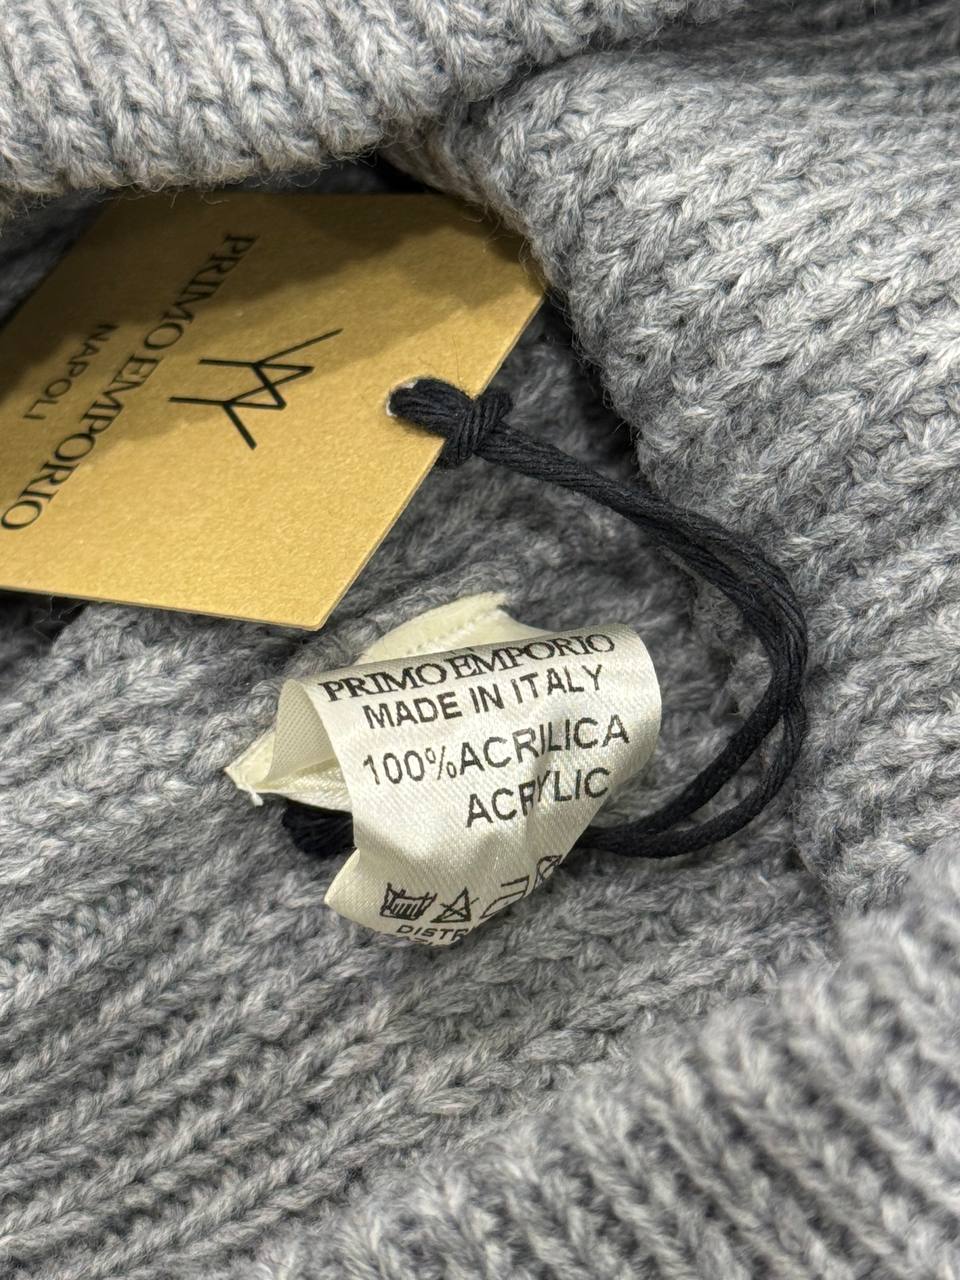 PRIMO EMPORIO
NAPOLI
PRIMO EMPORIO
MADE IN ITALY
100%ACRILICA
ACRYLIC